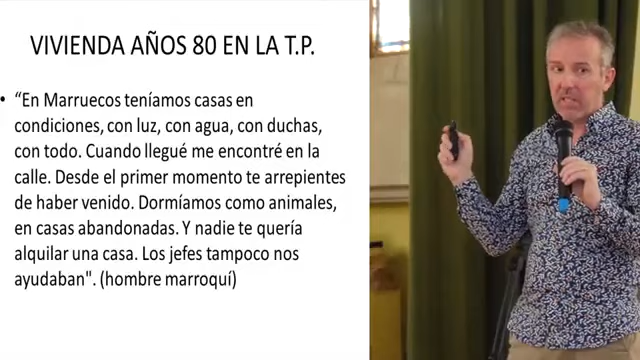 VIVIENDA AÑOS 80 EN LA T.P.
• “En Marruecos teníamos casas en
condiciones, con luz, con agua, con duchas,
con todo. Cuando llegué me encontré en la
calle. Desde el primer momento te arrepientes
de haber venido. Dormíamos como animales,
en casas abandonadas. Y nadie te quería
alquilar una casa. Los jefes tampoco nos
ayudaban". (hombre marroquí)